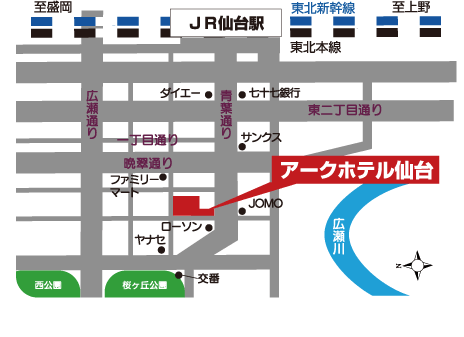 至盛岡
JR仙台駅
東北新幹線
至上野
東北本線
広瀬通り
ダイエー
青葉通り
七十七銀行
東二丁目通り
一丁目通り
サンクス
晩翠通り
アークホテル仙台
ファミリー
マート
JOMO
ローソン
広瀬川
ヤナセ
N
西公園
桜ヶ丘公園
交番